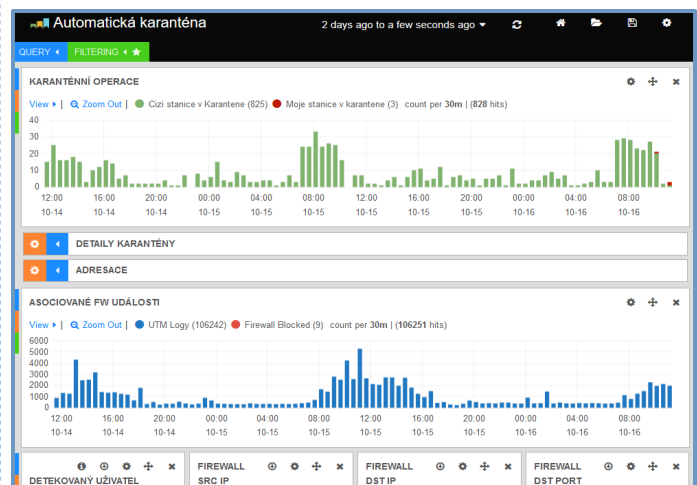 Automatická karanténa
2 days ago to a few seconds ago
QUERY FILTERING
KARANTÉNNÍ OPERACE
View | Zoom Out | Cizi stanice v Karantene (825) Moje stanice v karantene (3) count per 30m | (828 hits)
40
30
20
10
0
12:00 16:00 20:00 00:00 04:00 08:00 12:00 16:00 20:00 00:00 04:00 08:00
10-14 10-14 10-14 10-15 10-15 10-15 10-15 10-15 10-15 10-16 10-16 10-16
DETAILY KARANTÉNY
ADRESACE
ASOCIOVANÉ FW UDÁLOSTI
View | Zoom Out | UTM Logy (106242) Firewall Blocked (9) count per 30m | (106251 hits)
6000
5000
4000
3000
2000
1000
0
12:00 16:00 20:00 00:00 04:00 08:00 12:00 16:00 20:00 00:00 04:00 08:00
10-14 10-14 10-14 10-15 10-15 10-15 10-15 10-15 10-15 10-16 10-16 10-16
DETEKOVANÝ UŽIVATEL
FIREWALL
SRC IP
FIREWALL
DST IP
FIREWALL
DST PORT